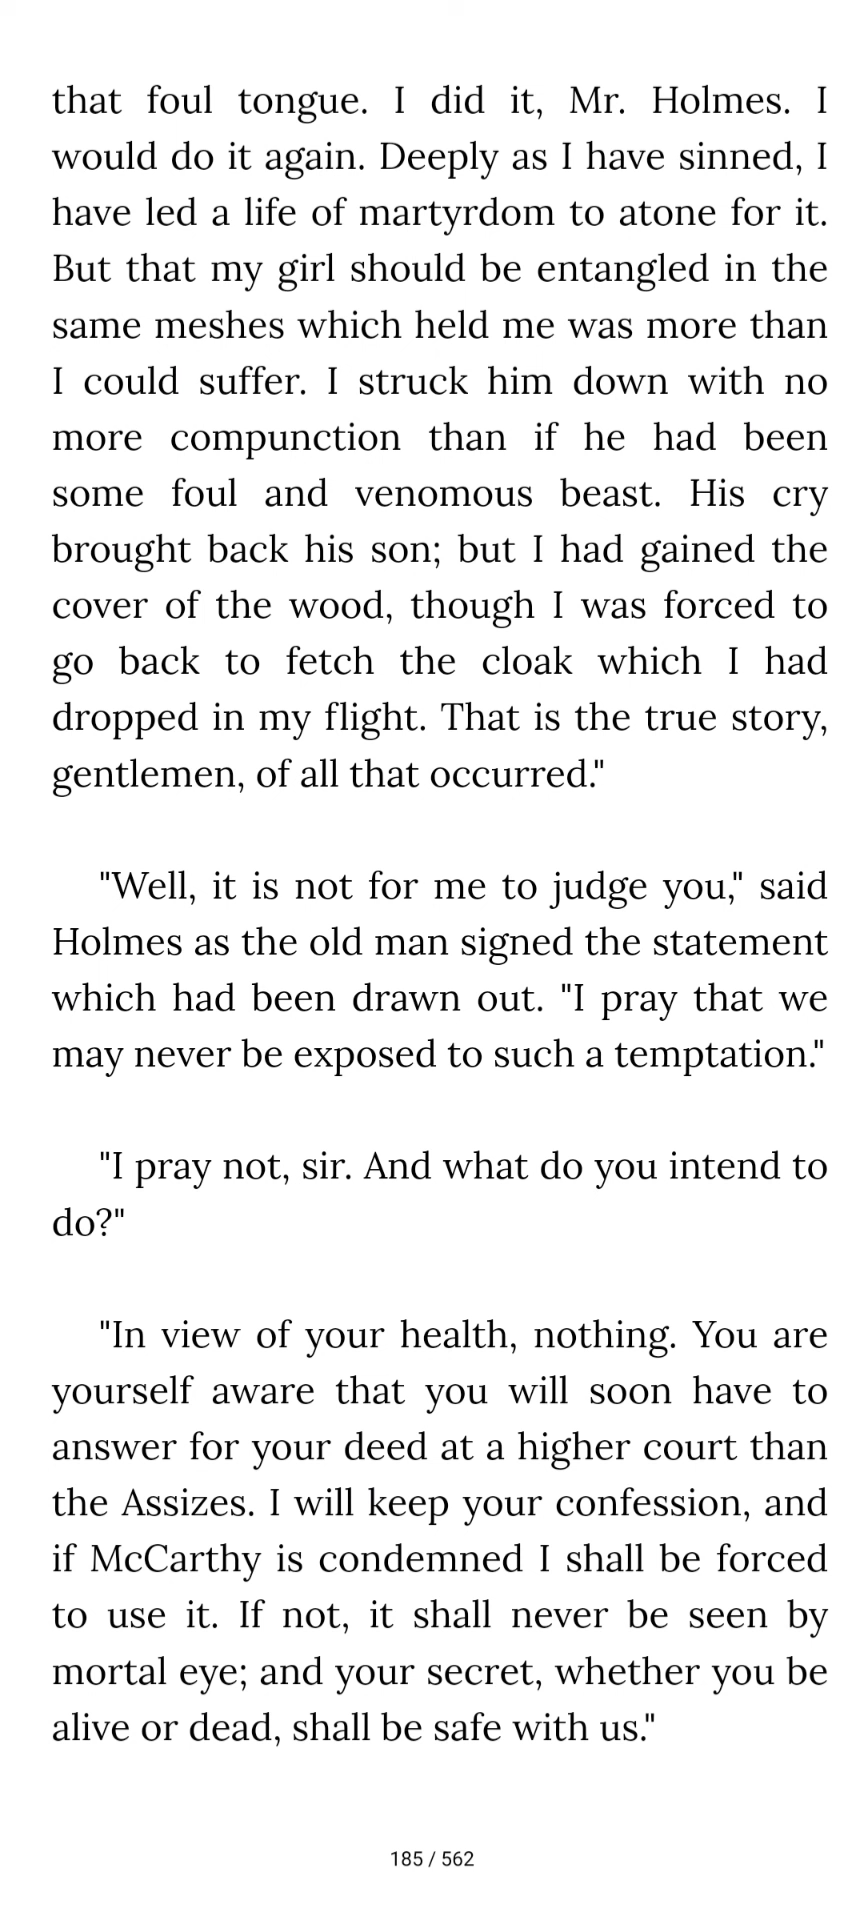 that foul tongue. I did it, Mr. Holmes. I
would do it again. Deeply as I have sinned, I
have led a life of martyrdom to atone for it.
But that my girl should be entangled in the
same meshes which held me was more than
I could suffer. I struck him down with no
more compunction than if he had been
some foul and venomous beast. His cry
brought back his son; but I had gained the
cover of the wood, though I was forced to
go back to fetch the cloak which I had
dropped in my flight. That is the true story,
gentlemen, of all that occurred."
"Well, it is not for me to judge you," said
Holmes as the old man signed the statement
which had been drawn out. "I pray that we
may never be exposed to such a temptation."
"I pray not, sir. And what do you intend to
do?"
"In view of your health, nothing. You are
yourself aware that you will soon have to
answer for your deed at a higher court than
the Assizes. I will keep your confession, and
if McCarthy is condemned I shall be forced
to use it. If not, it shall never be seen by
mortal eye; and your secret, whether you be
alive or dead, shall be safe with us."
185 / 562